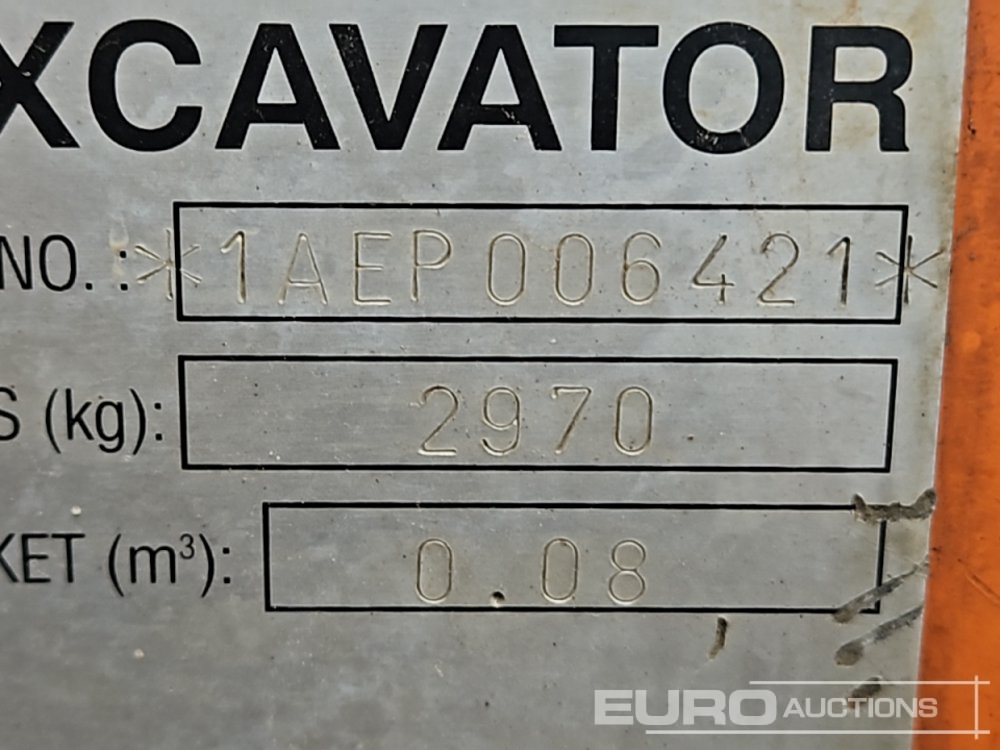 XCAVATOR
NO. : *1AEP006421*
S (kg): 2970
KET (m³): 0.08
EURO AUCTIONS